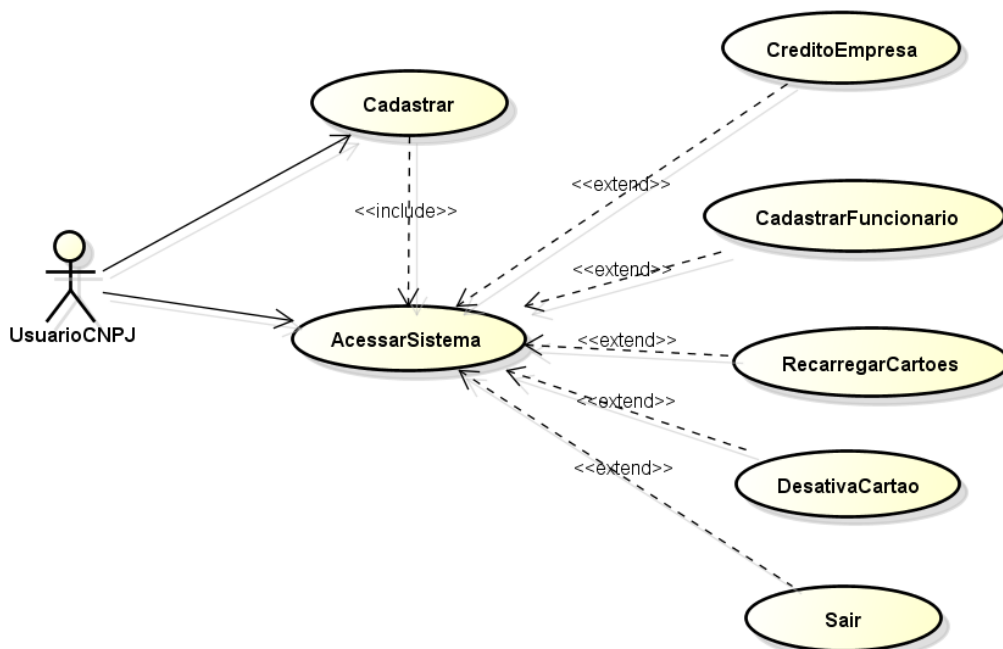 CreditoEmpresa
Cadastrar
<<extend>>
<<include>>
CadastrarFuncionario
<<extend>>
UsuarioCNPJ
AcessarSistema
<<extend>>
RecarregarCartoes
<<extend>>
<<extend>>
DesativaCartao
Sair